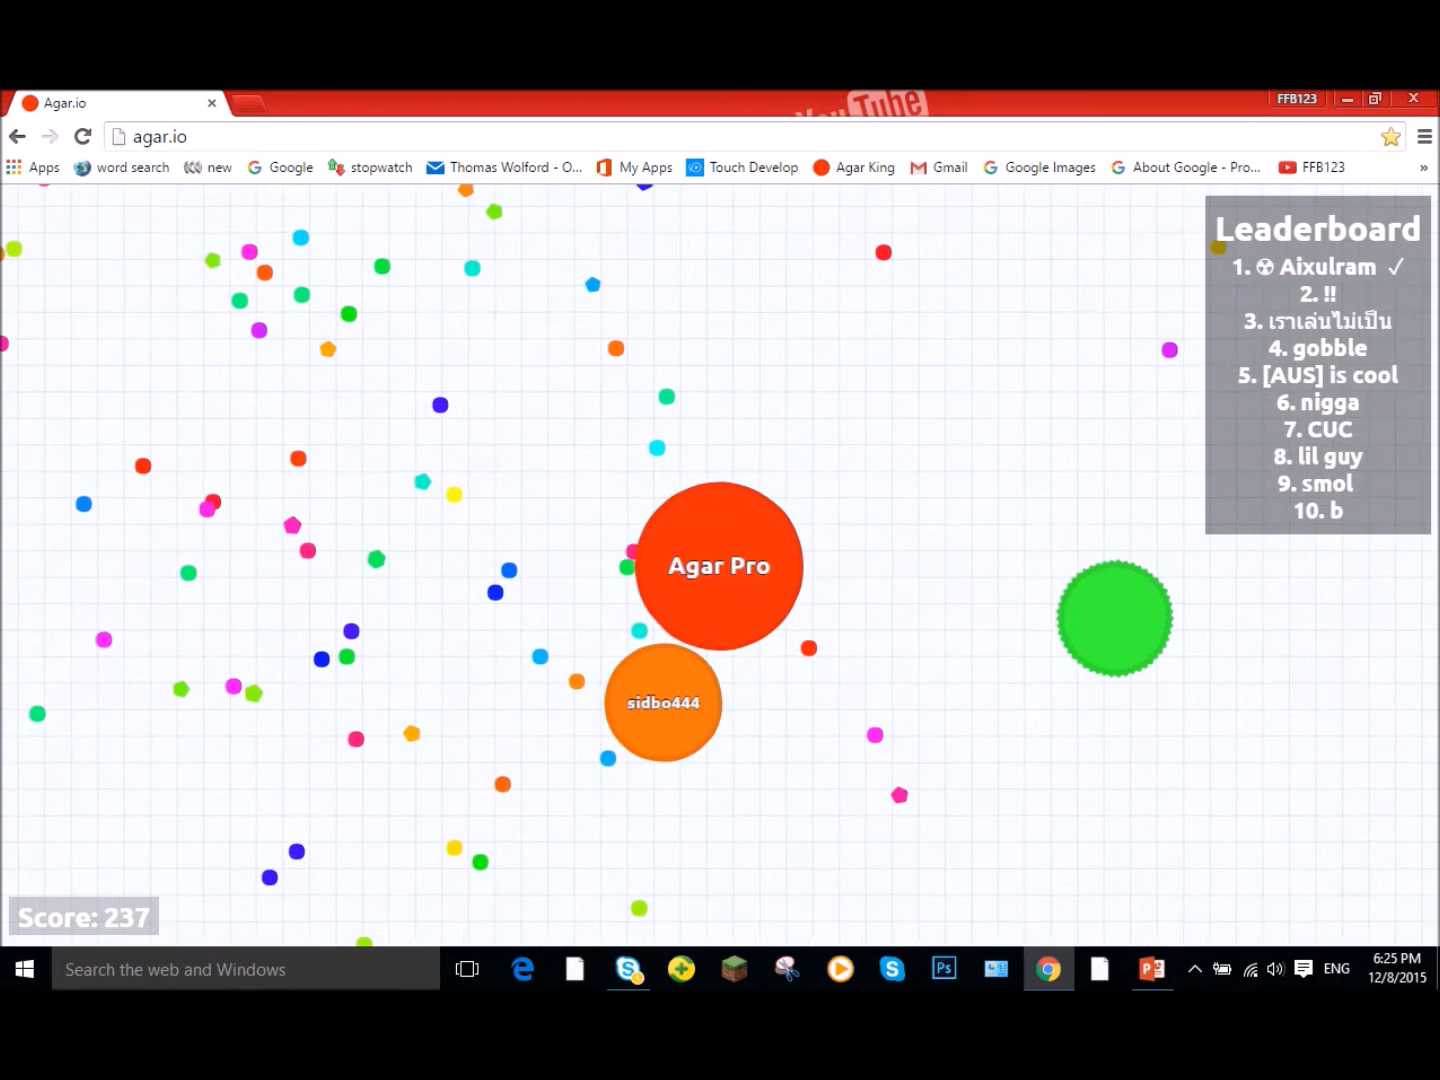 Agar.io
YouTube
FFB123
agar.io
Apps
word search
new
Google
stopwatch
Thomas Wolford - O...
My Apps
Touch Develop
Agar King
Gmail
Google Images
About Google - Pro...
FFB123
»
Leaderboard
1. ☢ Aixulram ✓
2. !!
3. เราเล่นไม่เป็น
4. gobble
5. [AUS] is cool
6. nigga
7. CUC
8. lil guy
9. smol
10. b
Agar Pro
sidbo444
Score: 237
Search the web and Windows
Ps
ENG
6:25 PM
12/8/2015